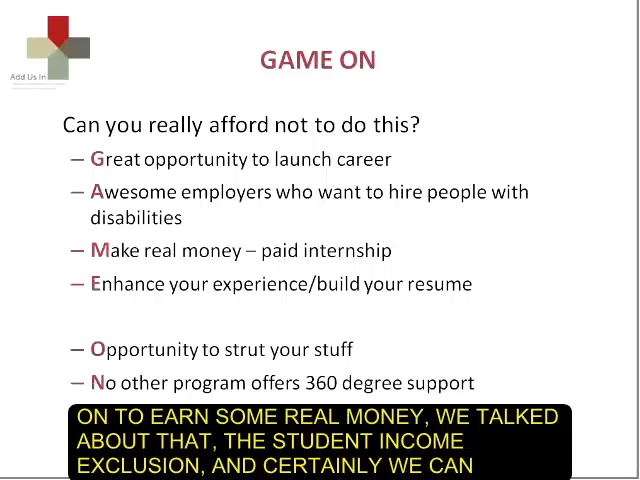 Add Us In
GAME ON
Can you really afford not to do this?
– Great opportunity to launch career
– Awesome employers who want to hire people with
disabilities
– Make real money – paid internship
– Enhance your experience/build your resume
– Opportunity to strut your stuff
– No other program offers 360 degree support
ON TO EARN SOME REAL MONEY, WE TALKED
ABOUT THAT, THE STUDENT INCOME
EXCLUSION, AND CERTAINLY WE CAN